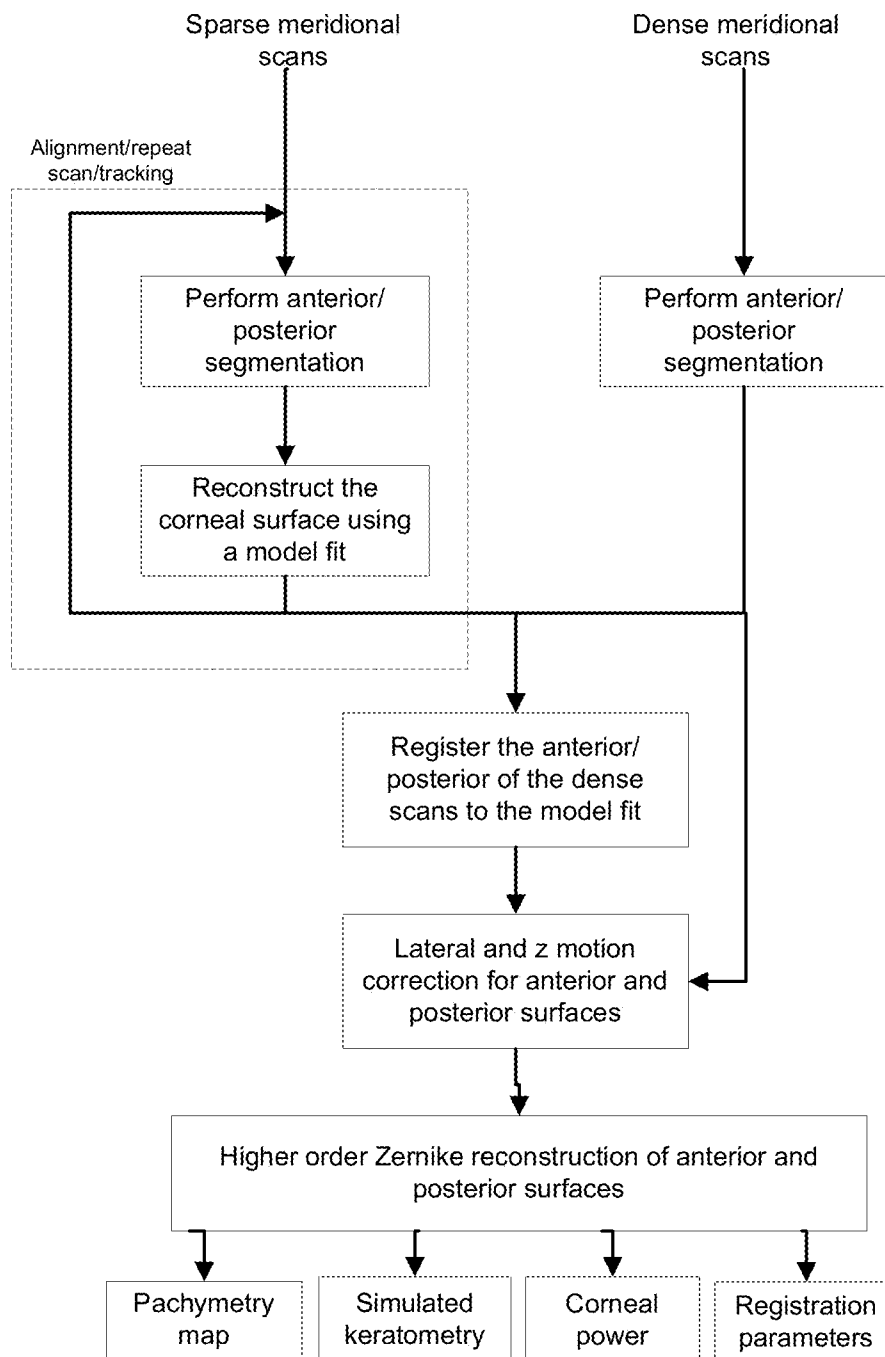 Sparse meridional
scans
Dense meridional
scans
Alignment/repeat
scan/tracking
Perform anterior/
posterior
segmentation
Perform anterior/
posterior
segmentation
Reconstruct the
corneal surface using
a model fit
Register the anterior/
posterior of the dense
scans to the model fit
Lateral and z motion
correction for anterior and
posterior surfaces
Higher order Zernike reconstruction of anterior and
posterior surfaces
Pachymetry
map
Simulated
keratometry
Corneal
power
Registration
parameters